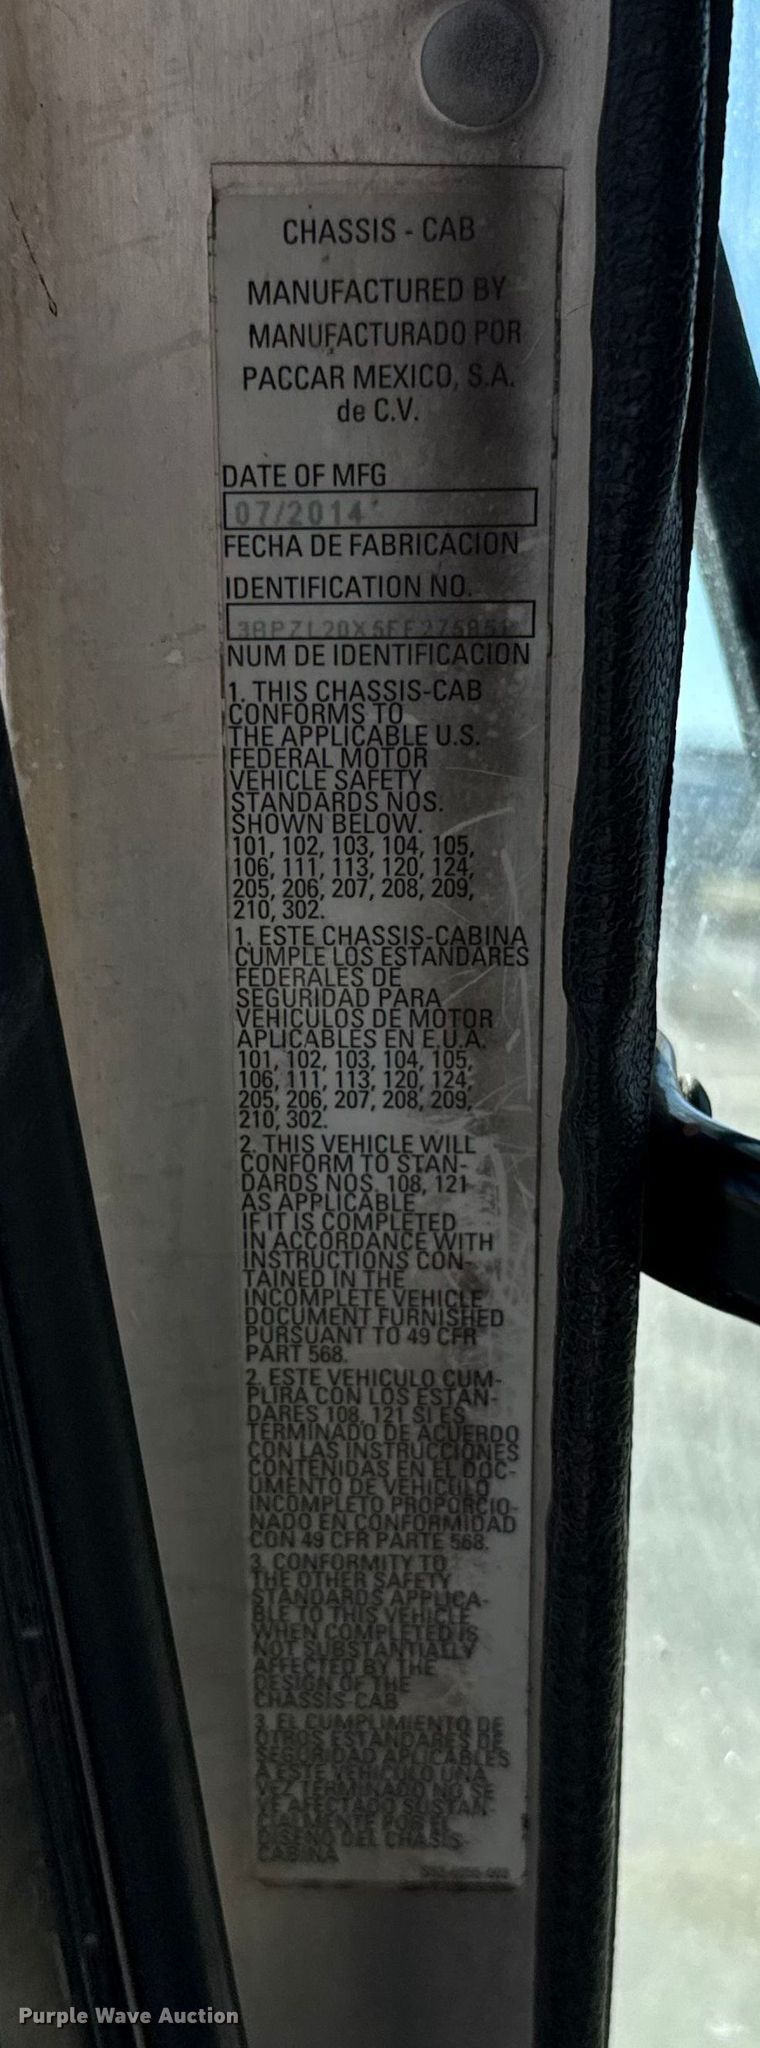 CHASSIS - CAB
MANUFACTURED BY
MANUFACTURADO POR
PACCAR MEXICO, S.A.
de C.V.
DATE OF MFG
07/2014
FECHA DE FABRICACION
IDENTIFICATION NO.
NUM DE IDENTIFICACION
1. THIS CHASSIS-CAB
CONFORMS TO
THE APPLICABLE U.S.
FEDERAL MOTOR
VEHICLE SAFETY
STANDARDS NOS.
SHOWN BELOW.
101, 102, 103, 104, 105,
106, 111, 113, 120, 124,
205, 206, 207, 208, 209,
210, 302.
1. ESTE CHASSIS-CABINA
CUMPLE LOS ESTANDARES
FEDERALES DE
SEGURIDAD PARA
VEHICULOS DE MOTOR
APLICABLES EN E.U.A.
101, 102, 103, 104, 105,
106, 111, 113, 120, 124,
205, 206, 207, 208, 209,
210, 302.
2. THIS VEHICLE WILL
CONFORM TO STAN-
DARDS NOS. 108, 121
AS APPLICABLE
IF IT IS COMPLETED
IN ACCORDANCE WITH
INSTRUCTIONS CON-
TAINED IN THE
INCOMPLETE VEHICLE
DOCUMENT FURNISHED
PURSUANT TO 49 CFR
PART 568.
2. ESTE VEHICULO CUM-
PLIRA CON LOS ESTAN-
DARES 108, 121 SI ES
TERMINADO DE ACUERDO
CON LAS INSTRUCCIONES
CONTENIDAS EN EL DOC-
UMENTO DE VEHICULO
INCOMPLETO PROPORCIO-
NADO EN CONFORMIDAD
CON 49 CFR PARTE 568.
3. CONFORMITY TO
THE OTHER SAFETY
STANDARDS APPLICA-
BLE TO THIS VEHICLE
WHEN COMPLETED IS
NOT SUBSTANTIALLY
AFFECTED BY THE
DESIGN OF THE
CHASSIS-CAB
3. EL CUMPLIMIENTO DE
OTROS ESTANDARES DE
SEGURIDAD APLICABLES
A ESTE VEHICULO UNA
VEZ TERMINADO NO SE
VE AFECTADO SUSTAN-
CIALMENTE POR EL
DISENO DEL CHASIS-
CABINA
Purple Wave Auction